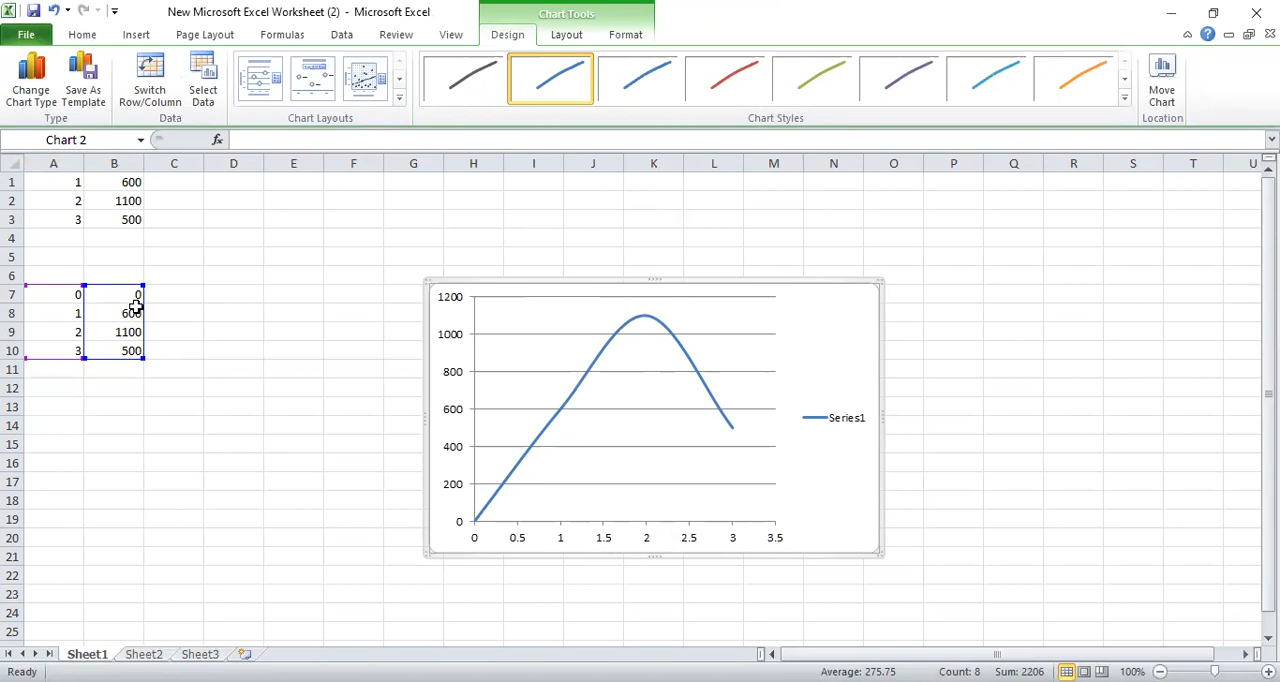 New Microsoft Excel Worksheet (2) - Microsoft Excel
Chart Tools
File Home Insert Page Layout Formulas Data Review View Design Layout Format
Change Chart Type
Save As Template
Switch Row/Column
Select Data
Move Chart
Type Data Chart Layouts Chart Styles Location
Chart 2 fx
A B C D E F G H I J K L M N O P Q R S T U
1 1 600
2 2 1100
3 3 500
4
5
6
7 0 0
8 1 600
9 2 1100
10 3 500
11
12
13
14
15
16
17
18
19
20
21
22
23
24
25
1200
1000
800
600
400
200
0
0 0.5 1 1.5 2 2.5 3 3.5
Series1
Sheet1 Sheet2 Sheet3
Ready Average: 275.75 Count: 8 Sum: 2206 100%